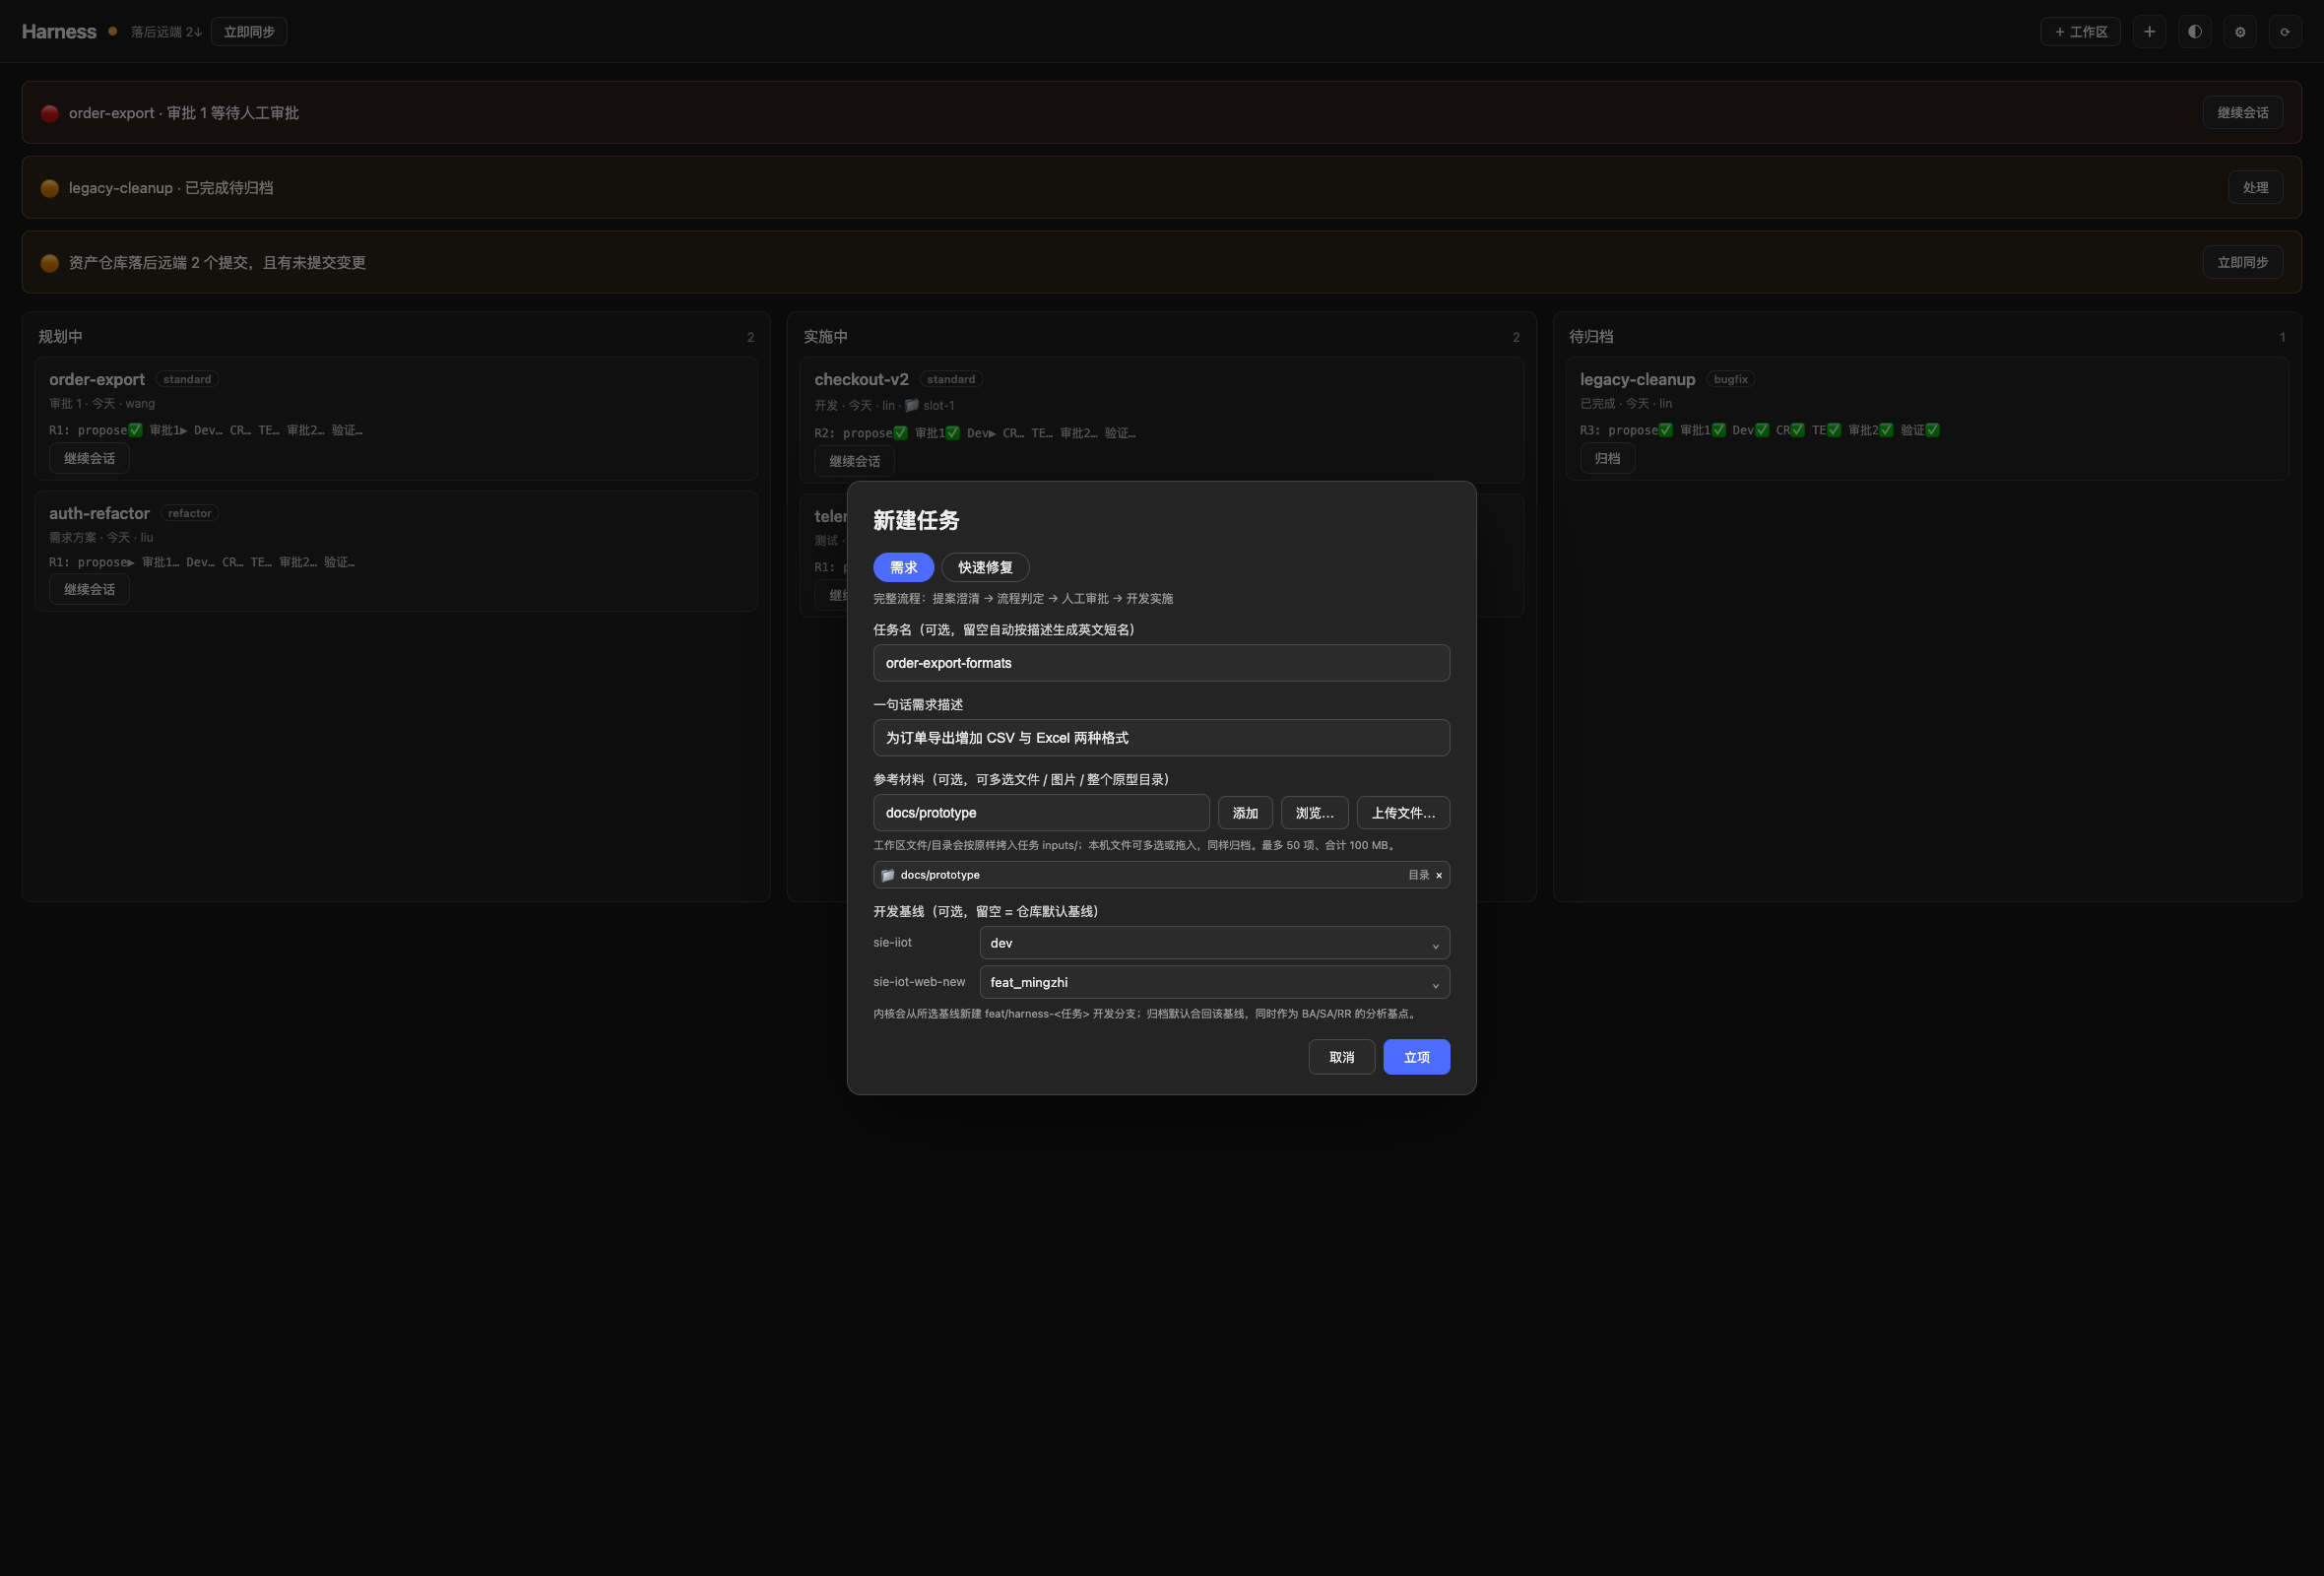 Harness 落后远端 2↓ 立即同步
+ 工作区 + ⚙ ⟳
order-export · 审批 1 等待人工审批 继续会话
legacy-cleanup · 已完成待归档 处理
资产仓库落后远端 2 个提交，且有未提交变更 立即同步
规划中 2
order-export standard
审批 1 · 今天 · wang
R1: propose✅ 审批1▶ Dev… CR… TE… 审批2… 验证…
继续会话
auth-refactor refactor
需求方案 · 今天 · liu
R1: propose▶ 审批1… Dev… CR… TE… 审批2… 验证…
继续会话
实施中 2
checkout-v2 standard
开发 · 今天 · lin · 📁 slot-1
R2: propose✅ 审批1✅ Dev▶ CR… TE… 审批2… 验证…
继续会话
测试 ·
R1:
待归档 1
legacy-cleanup bugfix
已完成 · 今天 · lin
R3: propose✅ 审批1✅ Dev✅ CR✅ TE✅ 审批2✅ 验证✅
归档
新建任务
需求 快速修复
完整流程：提案澄清 → 流程判定 → 人工审批 → 开发实施
任务名（可选，留空自动按描述生成英文短名）
order-export-formats
一句话需求描述
为订单导出增加 CSV 与 Excel 两种格式
参考材料（可选，可多选文件 / 图片 / 整个原型目录）
docs/prototype 添加 浏览… 上传文件…
工作区文件/目录会按原样拷入任务 inputs/；本机文件可多选或拖入，同样归档。最多 50 项、合计 100 MB。
📁 docs/prototype 目录 ×
开发基线（可选，留空 = 仓库默认基线）
sie-iiot dev
sie-iot-web-new feat_mingzhi
内核会从所选基线新建 feat/harness-<任务> 开发分支；归档默认合回该基线，同时作为 BA/SA/RR 的分析基点。
取消 立项